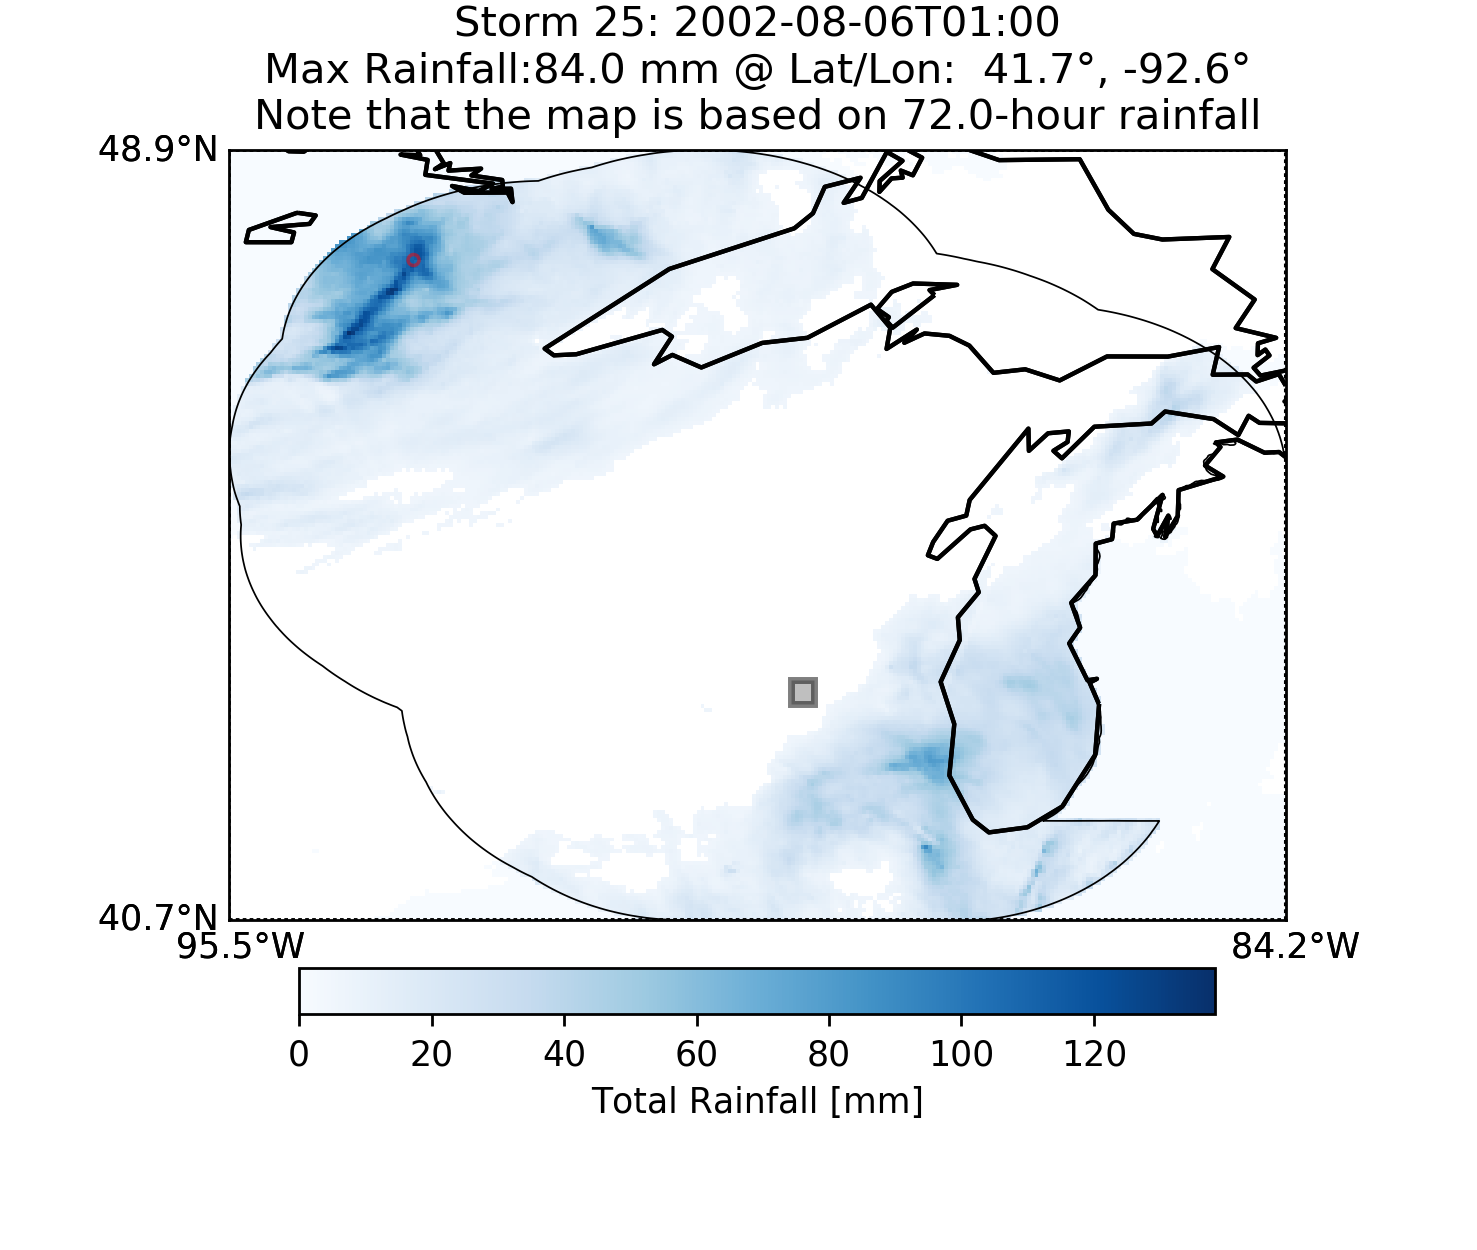 Storm 25: 2002-08-06T01:00
Max Rainfall:84.0 mm @ Lat/Lon:  41.7°, -92.6°
Note that the map is based on 72.0-hour rainfall
48.9°N
40.7°N
95.5°W 84.2°W
0 20 40 60 80 100 120
Total Rainfall [mm]